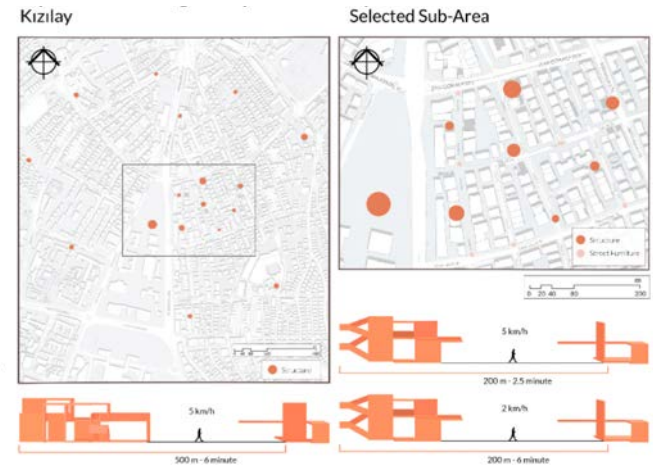 Kızılay
Selected Sub-Area
Structure
Structure
Street Furniture
0 20 40 80 200
5 km/h
500 m - 6 minute
5 km/h
200 m - 2.5 minute
2 km/h
200 m - 6 minute